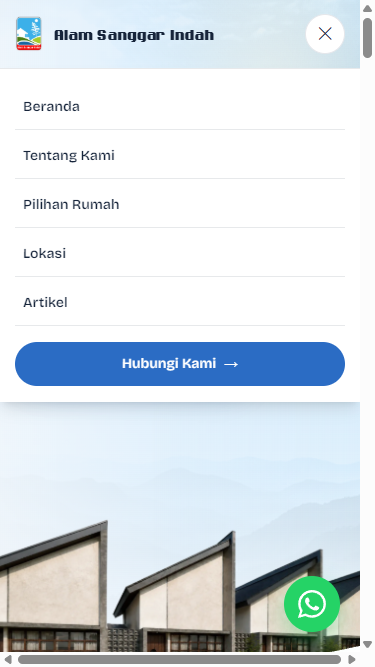 Alam Sanggar Indah
Beranda
Tentang Kami
Pilihan Rumah
Lokasi
Artikel
Hubungi Kami →